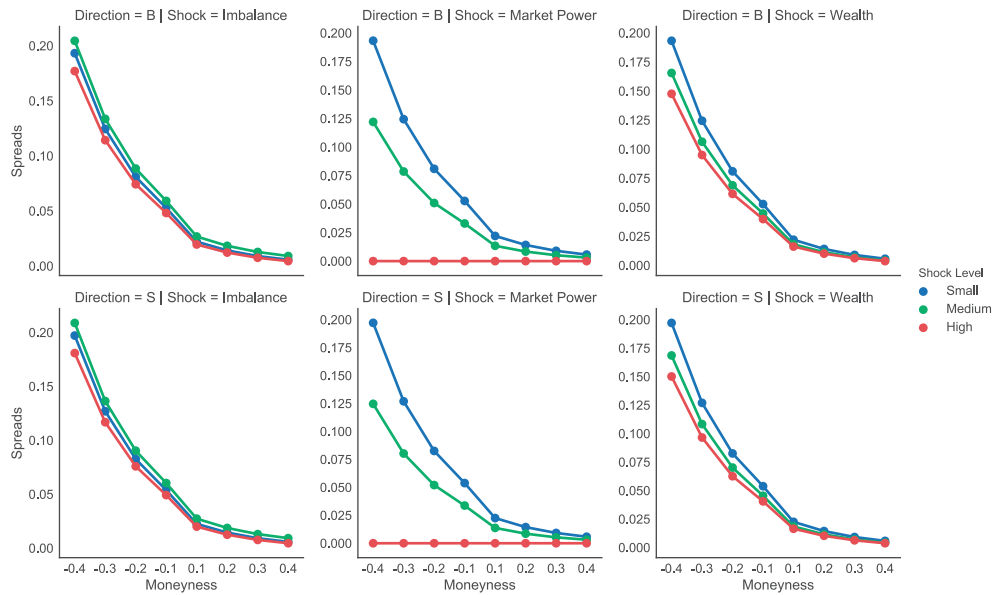 Direction = B | Shock = Imbalance
Direction = B | Shock = Market Power
Direction = B | Shock = Wealth
0.20
0.15
0.10
0.05
0.00
Spreads
0.200
0.175
0.150
0.125
0.100
0.075
0.050
0.025
0.000
0.200
0.175
0.150
0.125
0.100
0.075
0.050
0.025
0.000
Shock Level
Small
Medium
High
Direction = S | Shock = Imbalance
Direction = S | Shock = Market Power
Direction = S | Shock = Wealth
0.20
0.15
0.10
0.05
0.00
Spreads
0.200
0.175
0.150
0.125
0.100
0.075
0.050
0.025
0.000
0.200
0.175
0.150
0.125
0.100
0.075
0.050
0.025
0.000
-0.4 -0.3 -0.2 -0.1 0.1 0.2 0.3 0.4
Moneyness
-0.4 -0.3 -0.2 -0.1 0.1 0.2 0.3 0.4
Moneyness
-0.4 -0.3 -0.2 -0.1 0.1 0.2 0.3 0.4
Moneyness